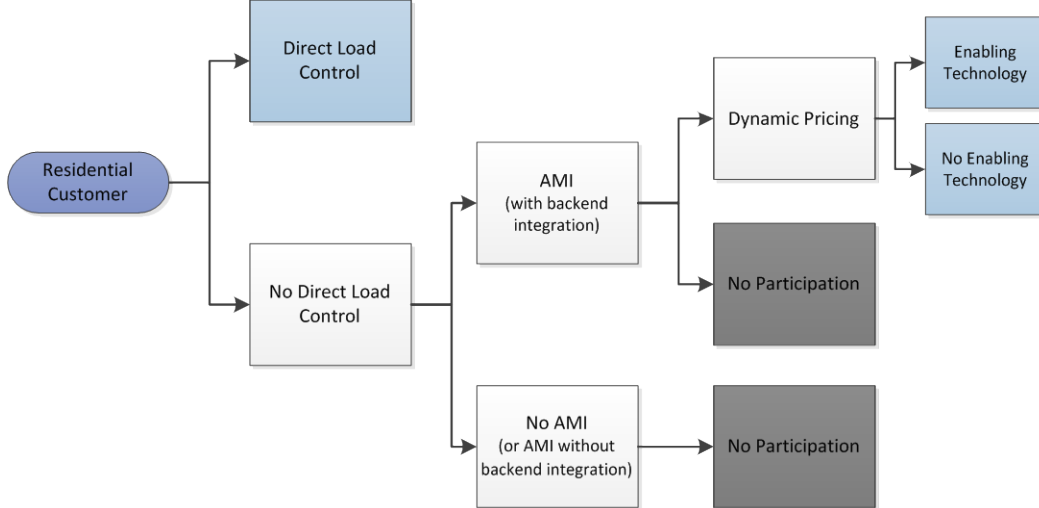 Direct Load
Control
Residential
Customer
No Direct Load
Control
AMI
(with backend
integration)
No AMI
(or AMI without
backend integration)
Dynamic Pricing
No Participation
No Participation
Enabling
Technology
No Enabling
Technology